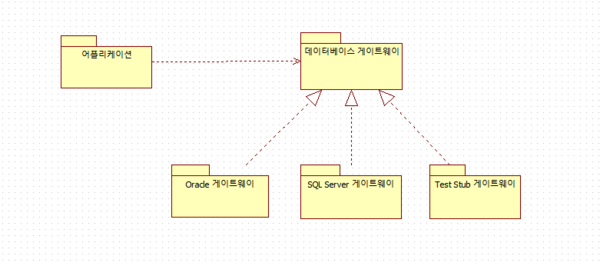 어플리케이션
데이터베이스 게이트웨이
Oracle 게이트웨이
SQL Server 게이트웨이
Test Stub 게이트웨이